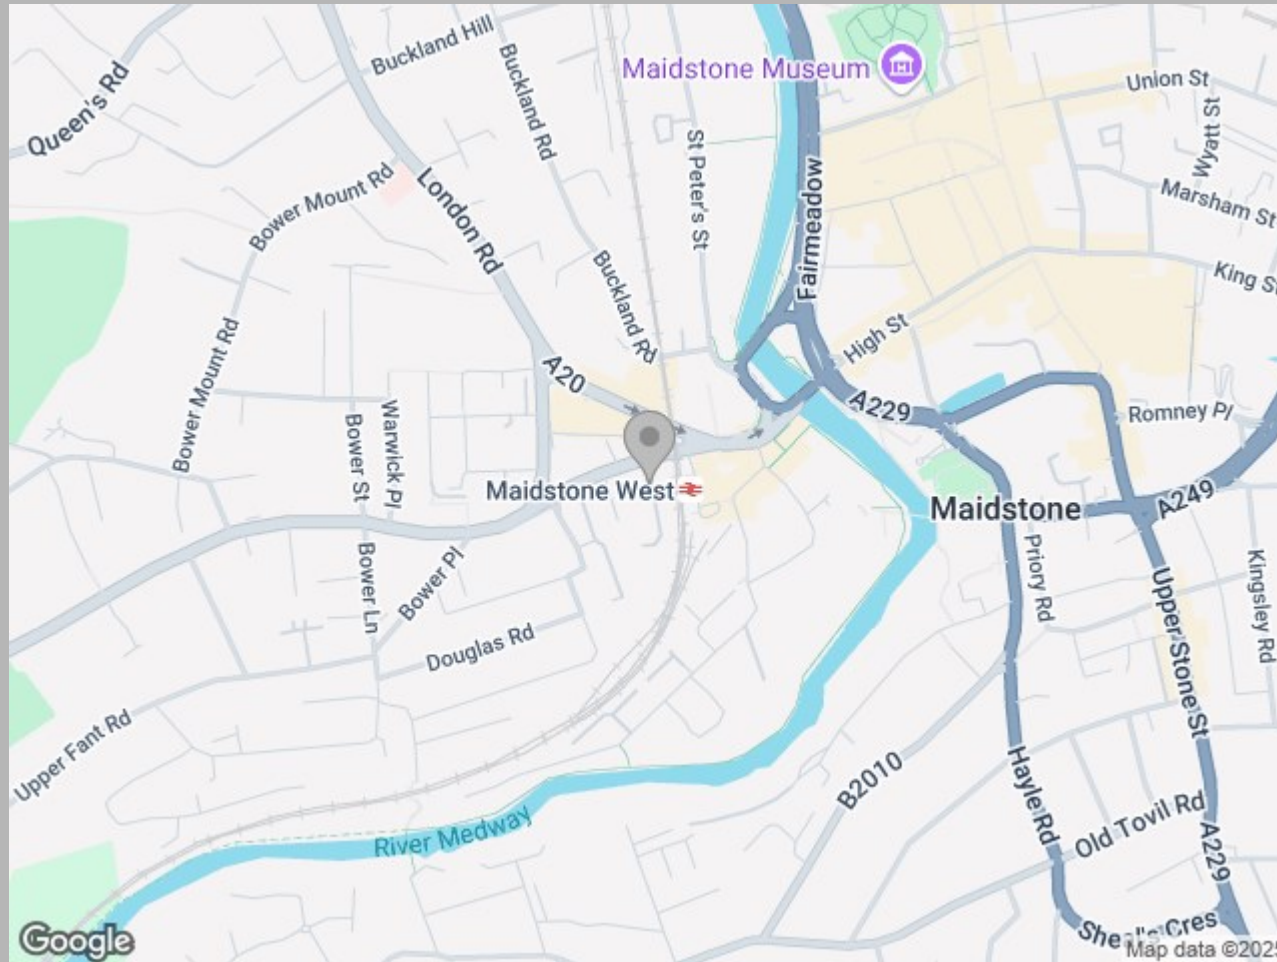 Buckland Hill
Maidstone Museum
Union St
Queen's Rd
Buckland Rd
Wyatt St
St Peter's St
Bower Mount Rd
London Rd
Fairmeadow
Marsham St
Buckland Rd
King St
High St
Bower Mount Rd
A20
A229
Romney Pl
Warwick Pl
Bower St
Maidstone West
Maidstone
A249
Bower Ln
Bower Pl
Priory Rd
Kingsley Rd
Douglas Rd
Upper Stone St
Upper Fant Rd
B2010
Hayle Rd
Old Tovil Rd
River Medway
A229
Google
Map data ©2025